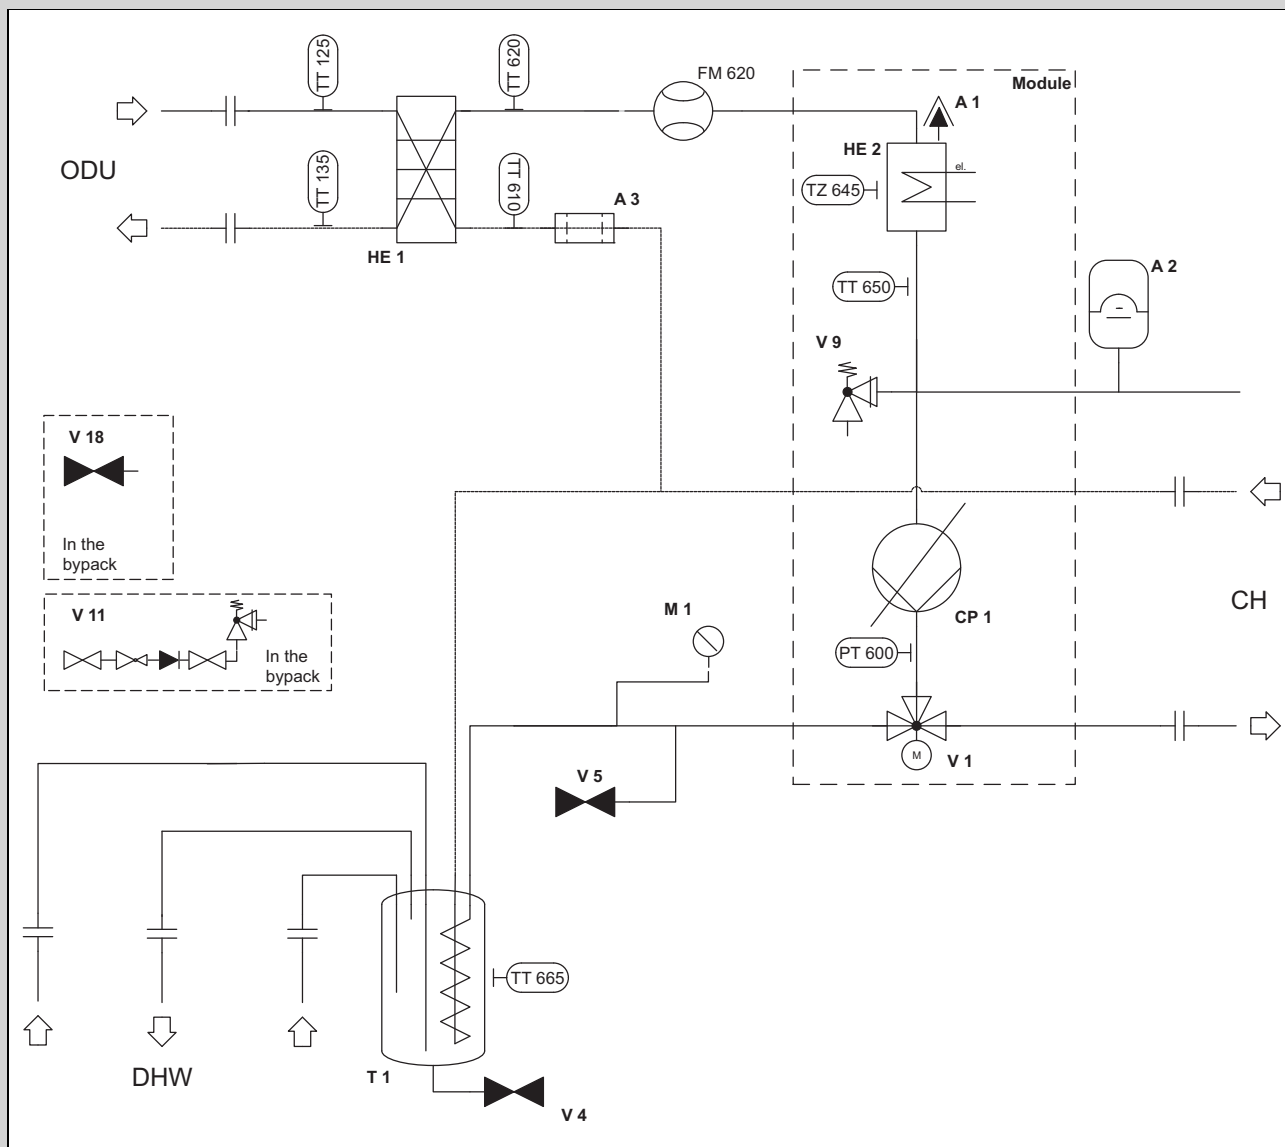 TT 125
TT 620
FM 620
Module
A 1
HE 2
el.
ODU
TT 135
TT 610
A 3
TZ 645
HE 1
TT 650
A 2
V 9
V 18
In the
bypack
CH
V 11
M 1
CP 1
In the
bypack
PT 600
V 1
M
V 5
TT 665
DHW
T 1
V 4